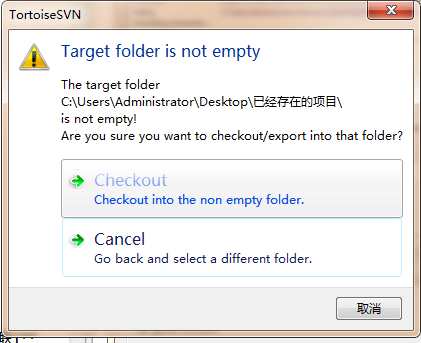 TortoiseSVN
Target folder is not empty
The target folder
C:\Users\Administrator\Desktop\已经存在的项目\
is not empty!
Are you sure you want to checkout/export into that folder?
Checkout
Checkout into the non empty folder.
Cancel
Go back and select a different folder.
取消